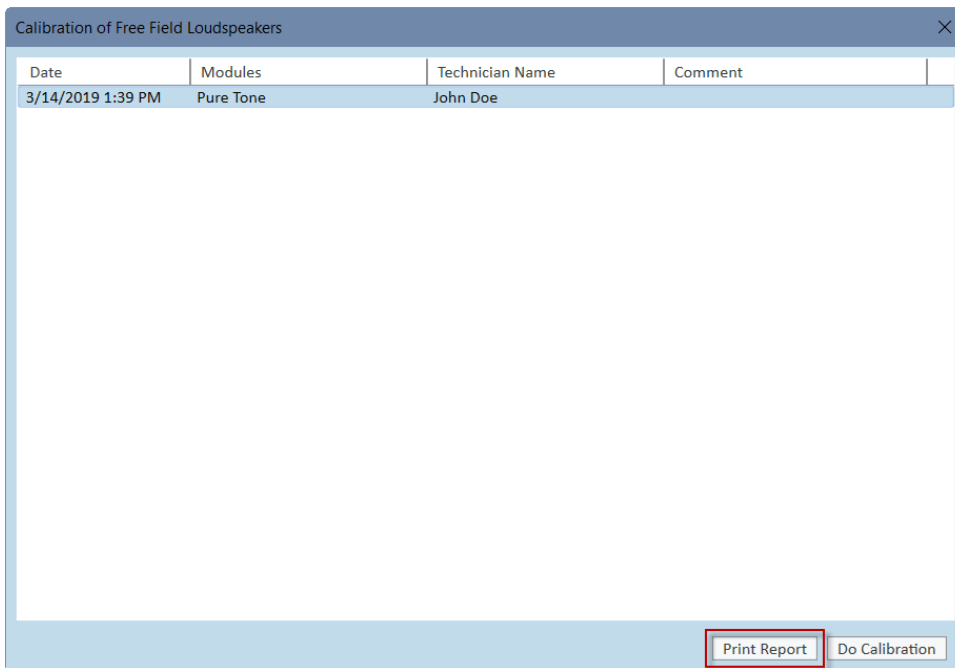 Calibration of Free Field Loudspeakers
Date Modules Technician Name Comment
3/14/2019 1:39 PM Pure Tone John Doe
Print Report Do Calibration